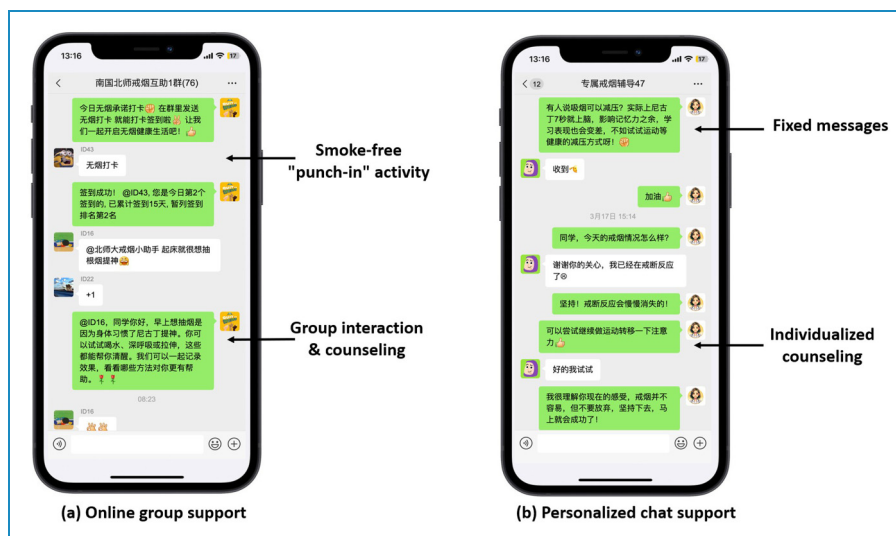 13:16
17
南国北师戒烟互助1群(76)
...
今日无烟承诺打卡👊🏻 在群里发送
无烟打卡 就能打卡签到啦👏🏻 让我
们一起开启无烟健康生活吧！👍🏻
ID43
无烟打卡
签到成功！ @ID43, 您是今日第2个
签到的, 已累计签到15天, 暂列签到
排名第2名
ID16
@北师大戒烟小助手 起床就很想抽
根烟提神😄
ID22
+1
@ID16，同学你好，早上想抽烟是
因为身体习惯了尼古丁提神。你可
以试试喝水、深呼吸或拉伸，这些
都能帮你清醒。我们可以一起记录
效果，看看哪些方法对你更有帮
助。🌹🌹
08:23
ID16
Smoke-free
"punch-in" activity
Group interaction
& counseling
(a) Online group support
13:16
17
12
专属戒烟辅导47
...
有人说吸烟可以减压？实际上尼古
丁7秒就上脑，影响记忆力之余，学
习表现也会变差，不如试试运动等
健康的减压方式呀！👊🏻
收到
加油👍🏻
3月17日 15:14
同学，今天的戒烟情况怎么样？
谢谢你的关心，我已经在戒断反应
了😢
坚持！戒断反应会慢慢消失的！
可以尝试继续做运动转移一下注意
力👍🏻
好的我试试
我很理解你现在的感受，戒烟并不
容易，但不要放弃，坚持下去，马
上就会成功了！
Fixed messages
Individualized
counseling
(b) Personalized chat support